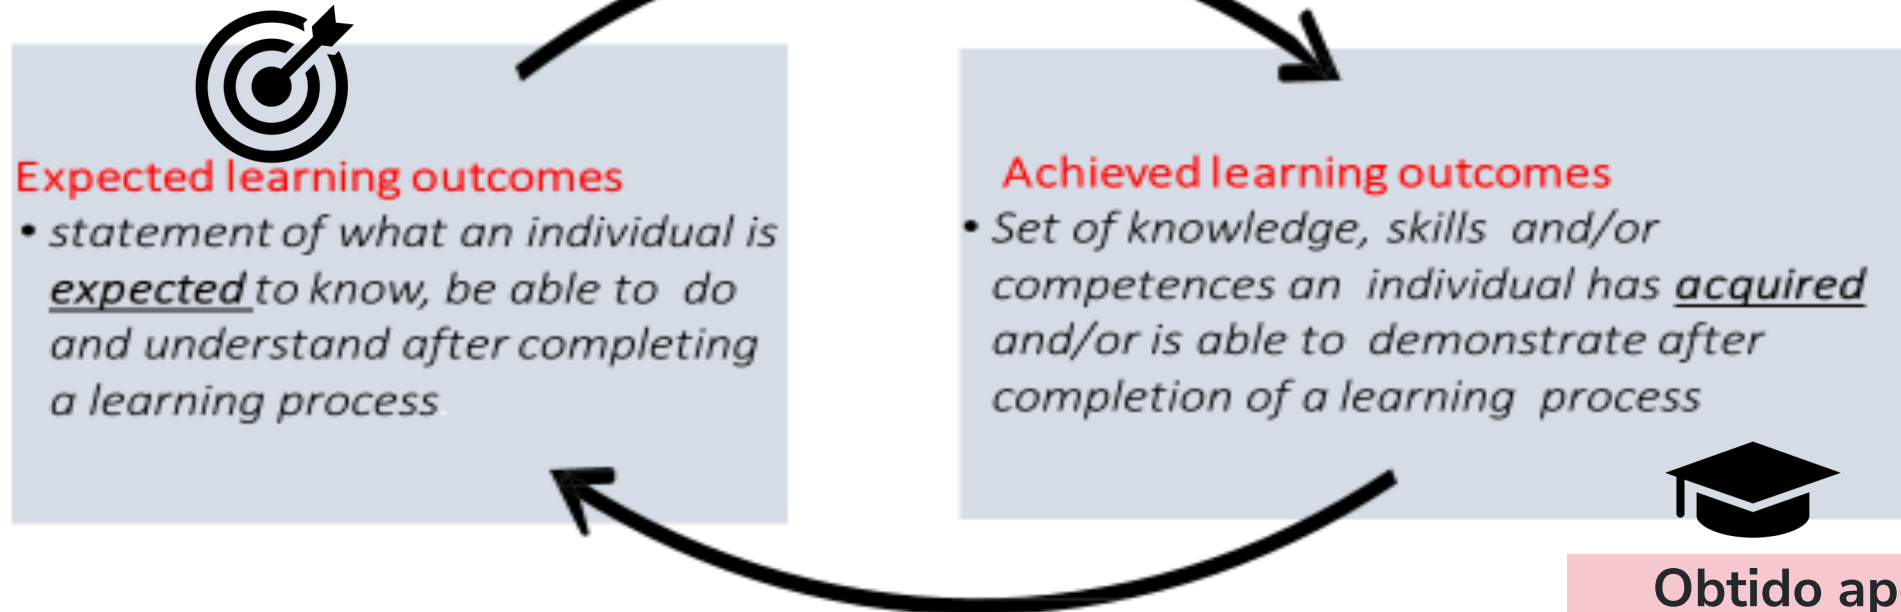 Expected learning outcomes
• statement of what an individual is
expected to know, be able to do
and understand after completing
a learning process.
Achieved learning outcomes
• Set of knowledge, skills and/or
competences an individual has acquired
and/or is able to demonstrate after
completion of a learning process
Obtido ap